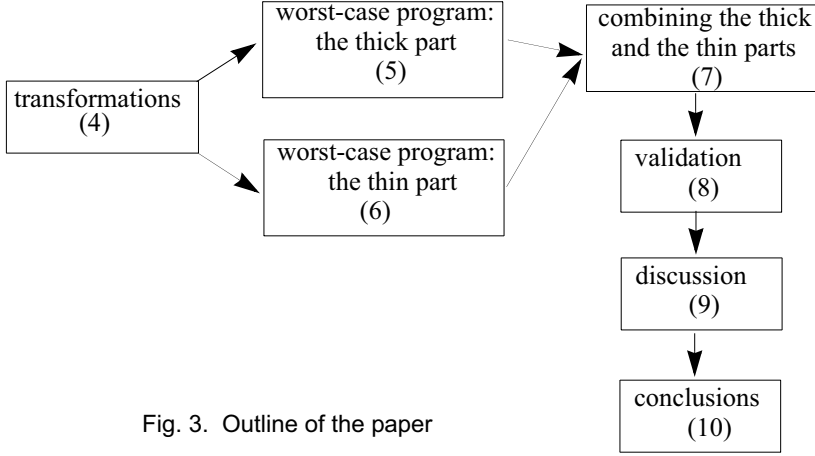 transformations
(4)
worst-case program:
the thick part
(5)
worst-case program:
the thin part
(6)
combining the thick
and the thin parts
(7)
validation
(8)
discussion
(9)
conclusions
(10)
Fig. 3. Outline of the paper